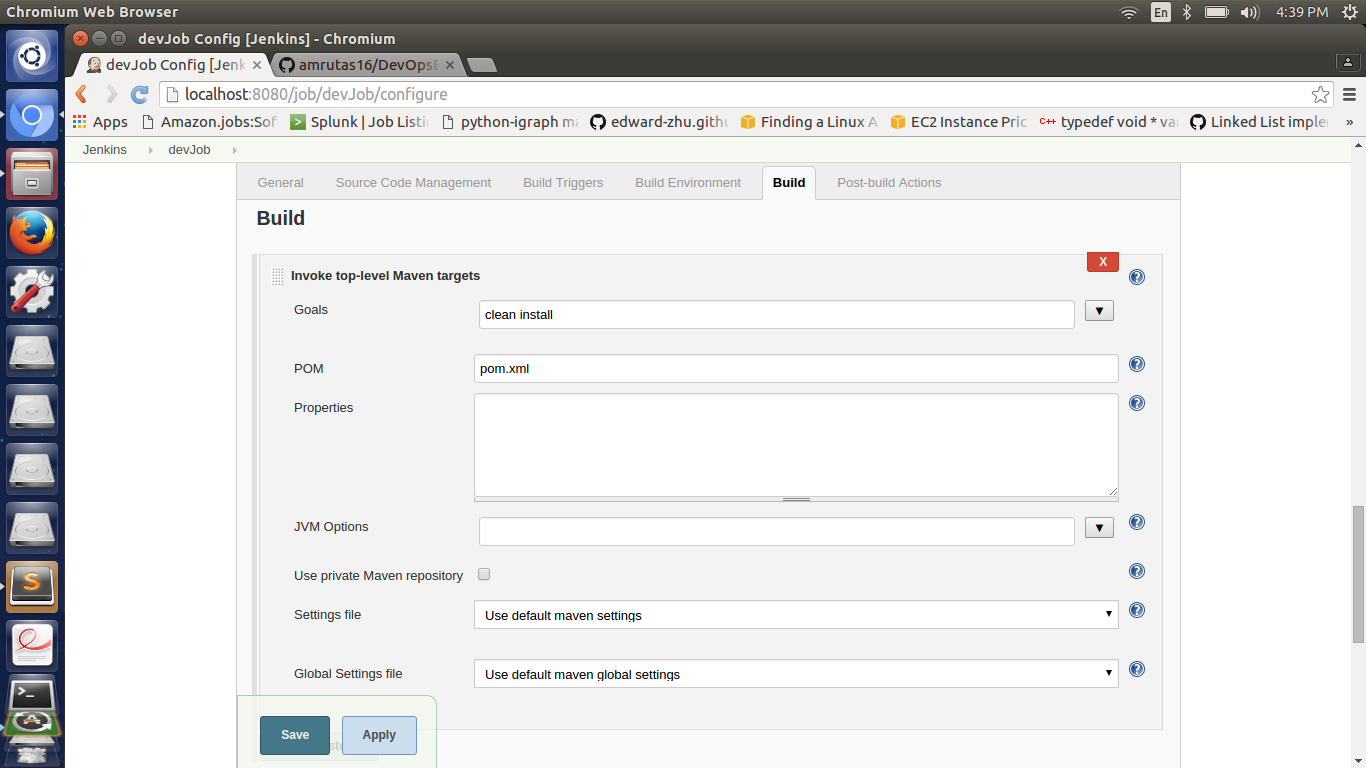 Chromium Web Browser En 4:39 PM
devJob Config [Jenkins] - Chromium
devJob Config [Jenk amrutas16/DevOpsB
localhost:8080/job/devJob/configure
Apps Amazon.jobs:Sof Splunk | Job Listi python-igraph ma edward-zhu.githu Finding a Linux A EC2 Instance Pric C++ typedef void * va Linked List imple »
Jenkins devJob
General Source Code Management Build Triggers Build Environment Build Post-build Actions
Build
X
Invoke top-level Maven targets
Goals clean install
POM pom.xml
Properties
JVM Options
Use private Maven repository
Settings file Use default maven settings
Global Settings file Use default maven global settings
Save Apply